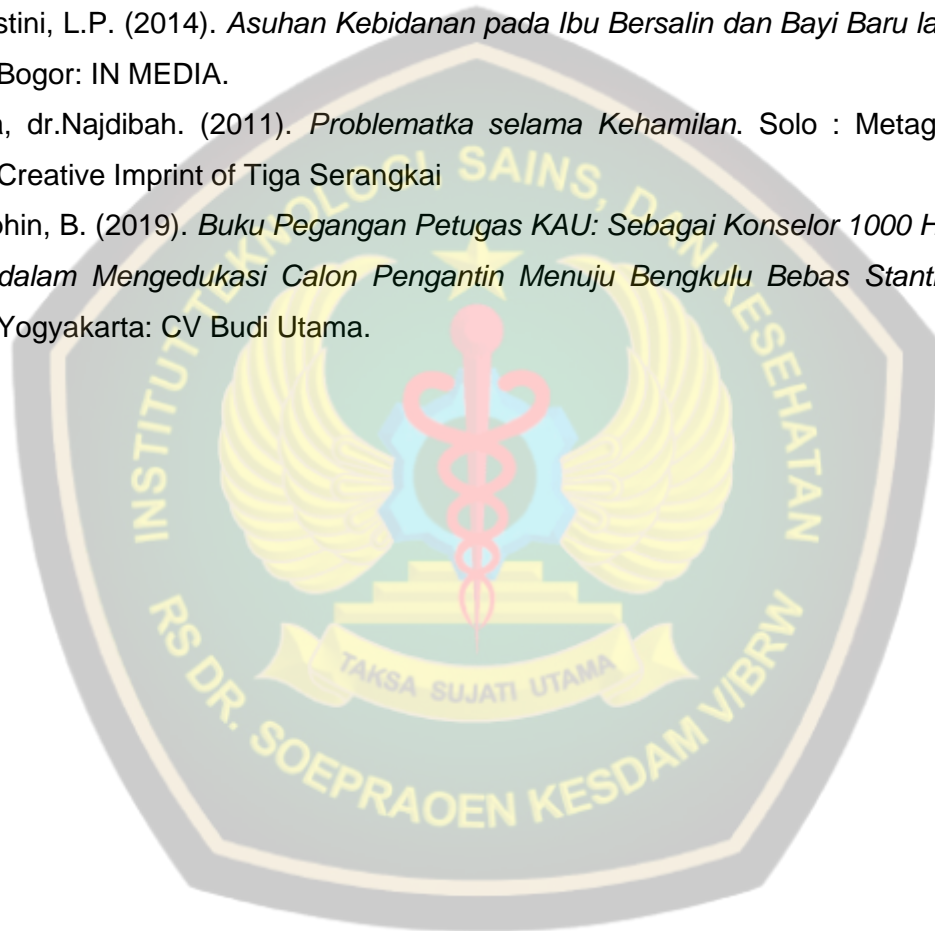 stini, L.P. (2014). Asuhan Kebidanan pada Ibu Bersalin dan Bayi Baru la
Bogor: IN MEDIA.
a, dr.Najdibah. (2011). Problematka selama Kehamilan. Solo : Metag
Creative Imprint of Tiga Serangkai
ohin, B. (2019). Buku Pegangan Petugas KAU: Sebagai Konselor 1000 H
dalam Mengedukasi Calon Pengantin Menuju Bengkulu Bebas Stant
Yogyakarta: CV Budi Utama.
INSTITUT TEKNOLOGI, SAINS, DAN KESEHATAN
TAKSA SUJATI UTAMA
RS DR. SOEPRAOEN KESDAM V/BRW